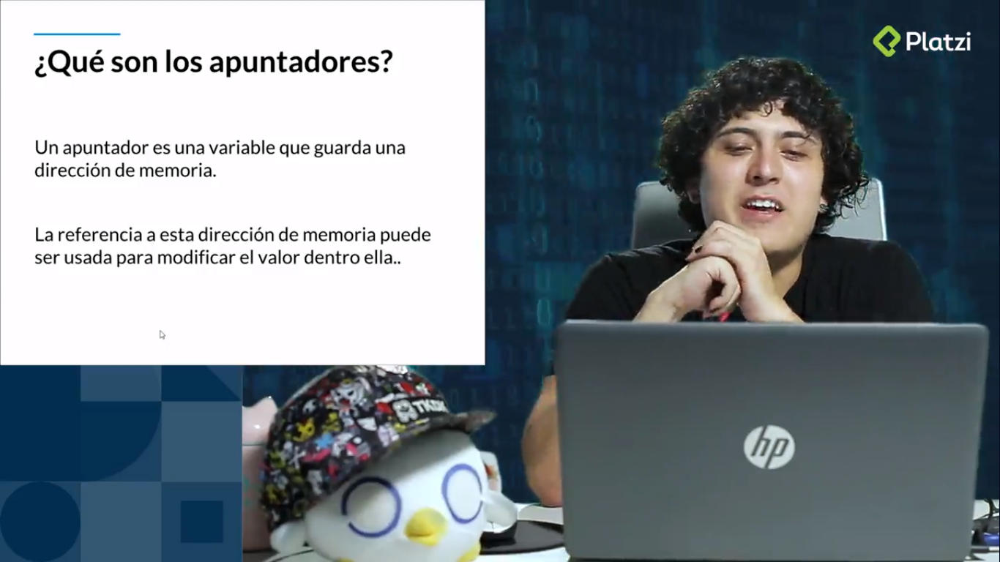 ¿Qué son los apuntadores?
Un apuntador es una variable que guarda una
dirección de memoria.
La referencia a esta dirección de memoria puede
ser usada para modificar el valor dentro ella..
Platzi
hp